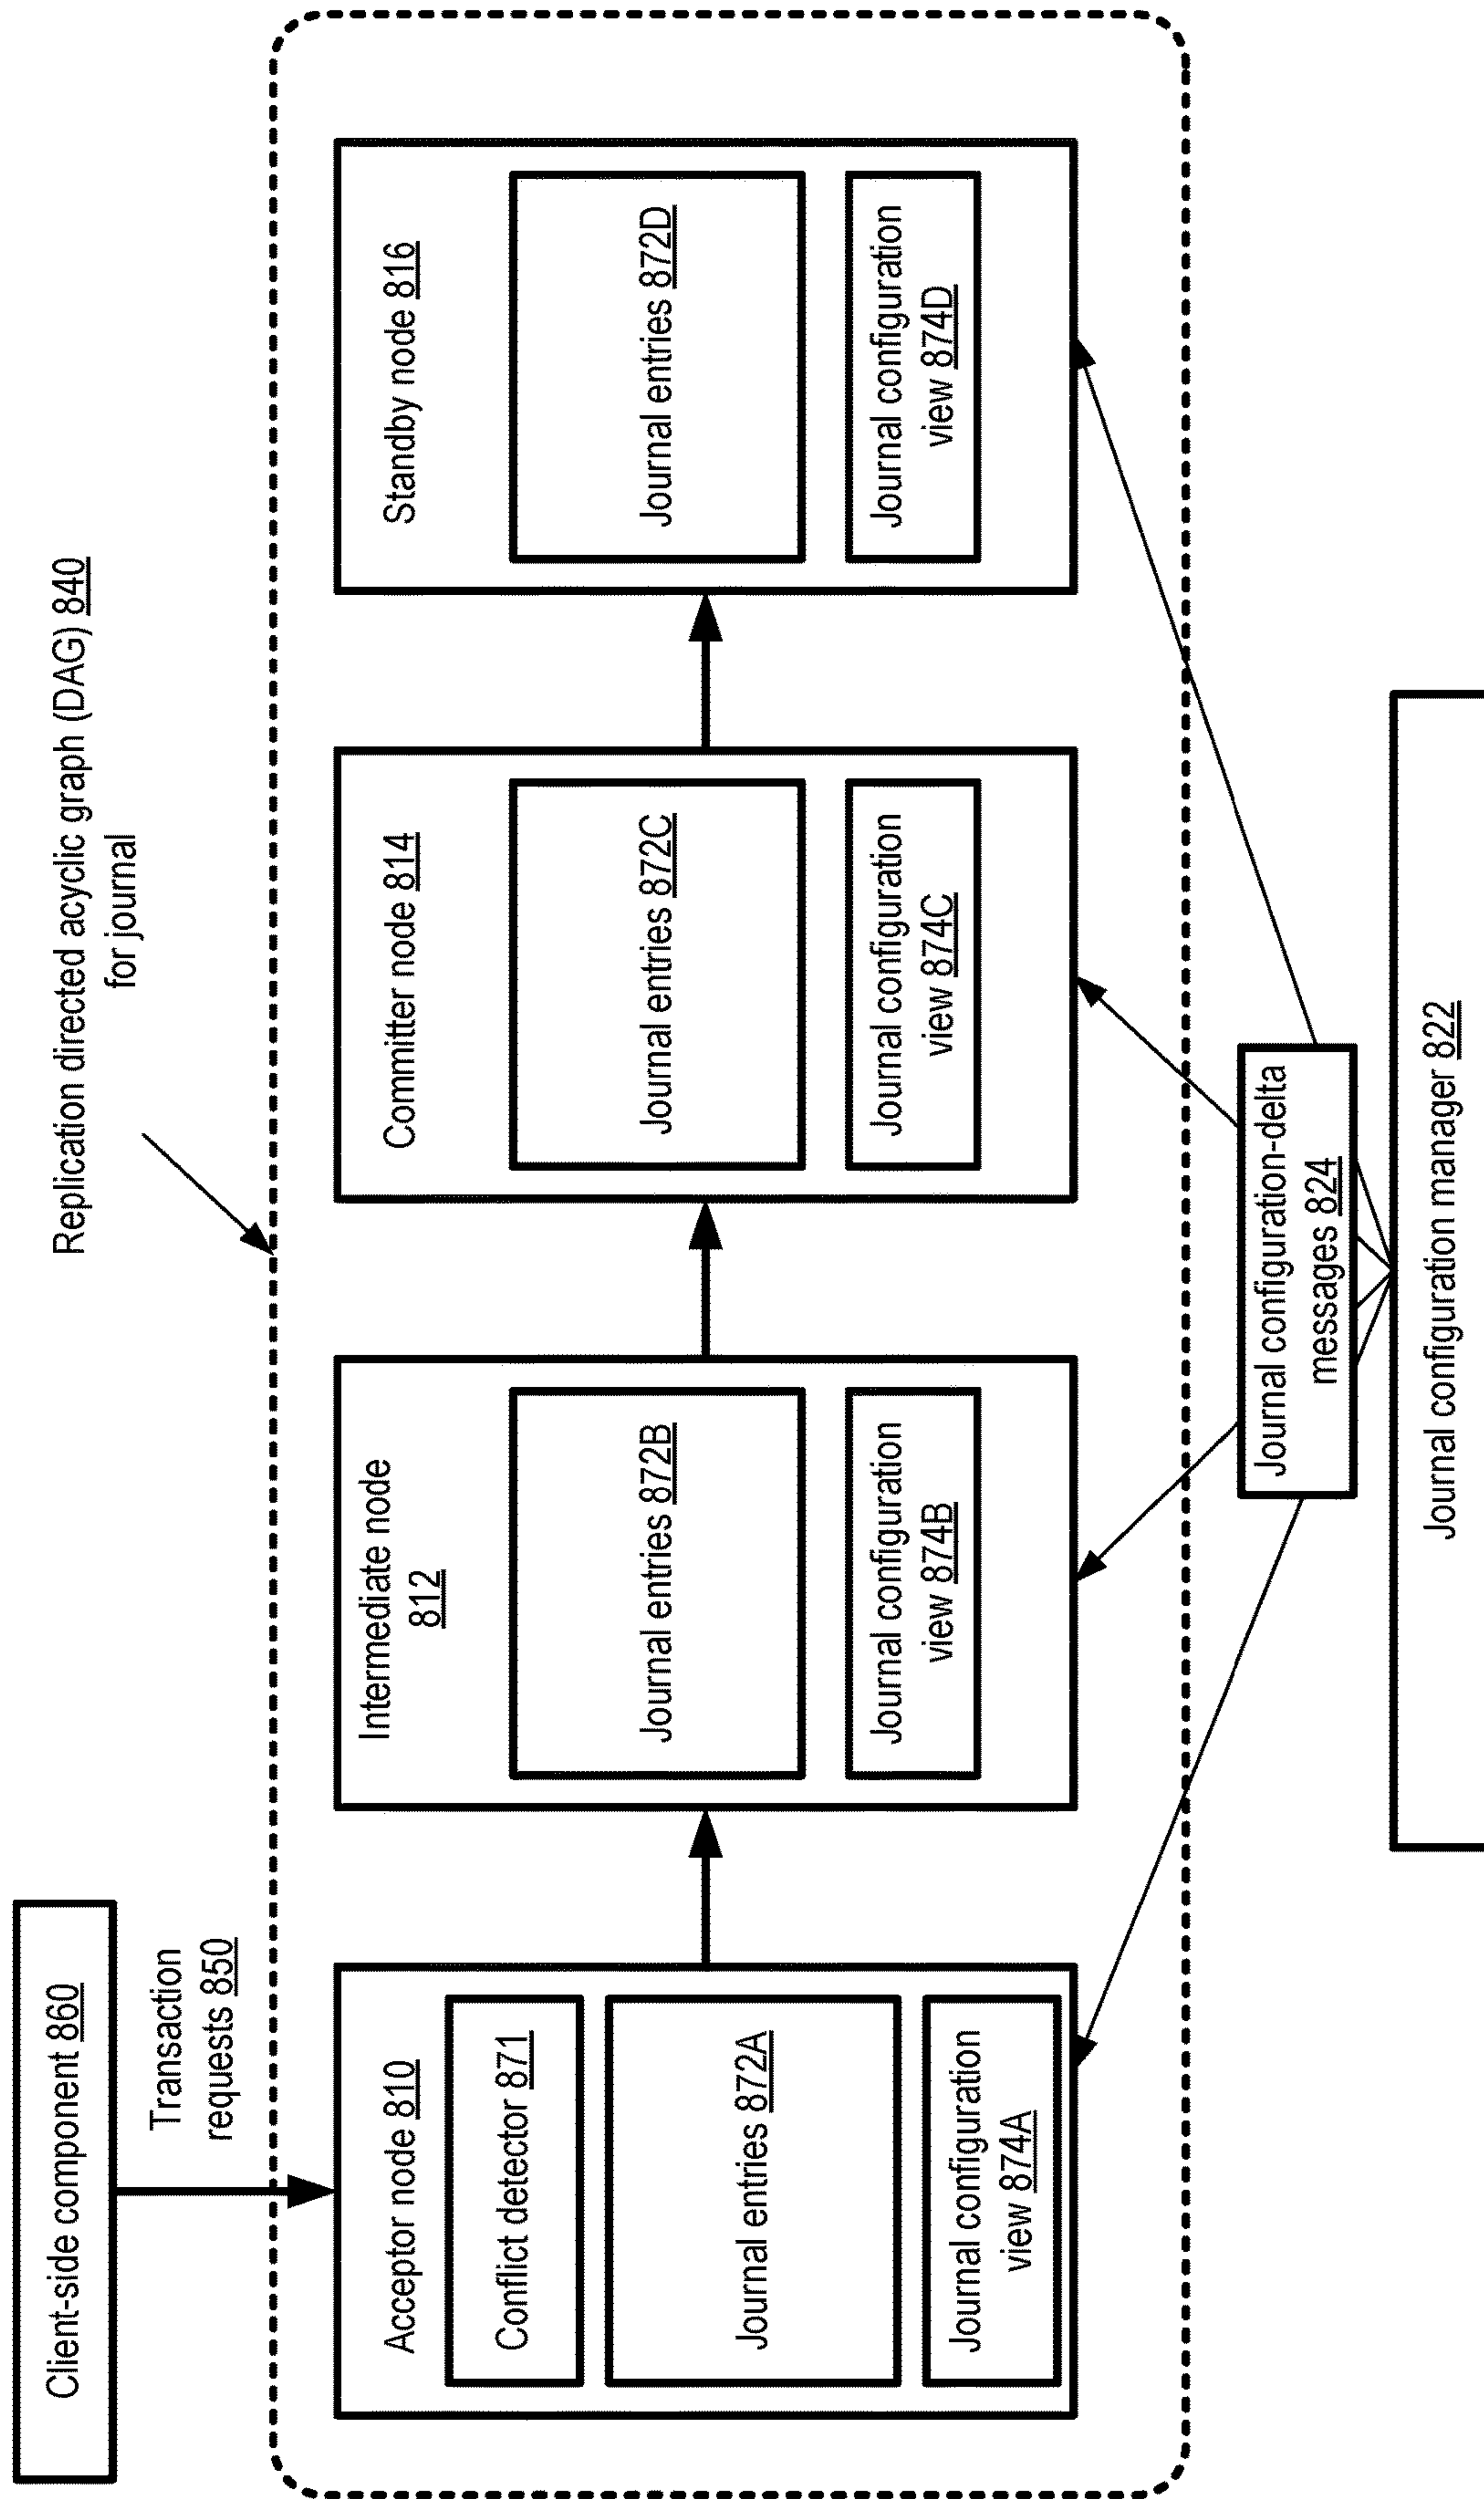 Replication directed acyclic graph (DAG) 840
for journal
Client-side component 860
Transaction
requests 850
Acceptor node 810
Conflict detector 871
Journal entries 872A
Journal configuration
view 874A
Intermediate node
812
Journal entries 872B
Journal configuration
view 874B
Committer node 814
Journal entries 872C
Journal configuration
view 874C
Standby node 816
Journal entries 872D
Journal configuration
view 874D
Journal configuration-delta
messages 824
Journal configuration manager 822